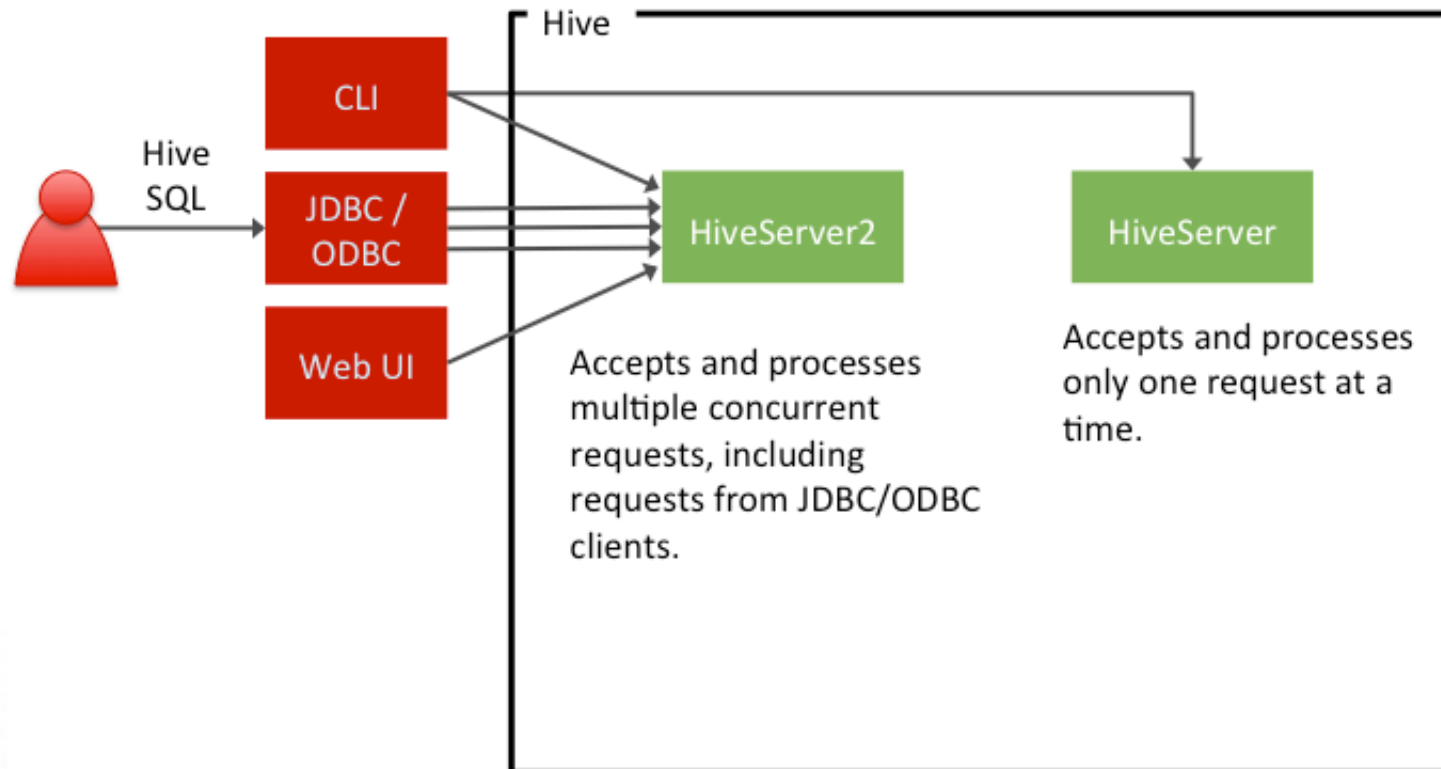 Hive
CLI
Hive
SQL
JDBC /
ODBC
Web UI
HiveServer2
HiveServer
Accepts and processes
multiple concurrent
requests, including
requests from JDBC/ODBC
clients.
Accepts and processes
only one request at a
time.